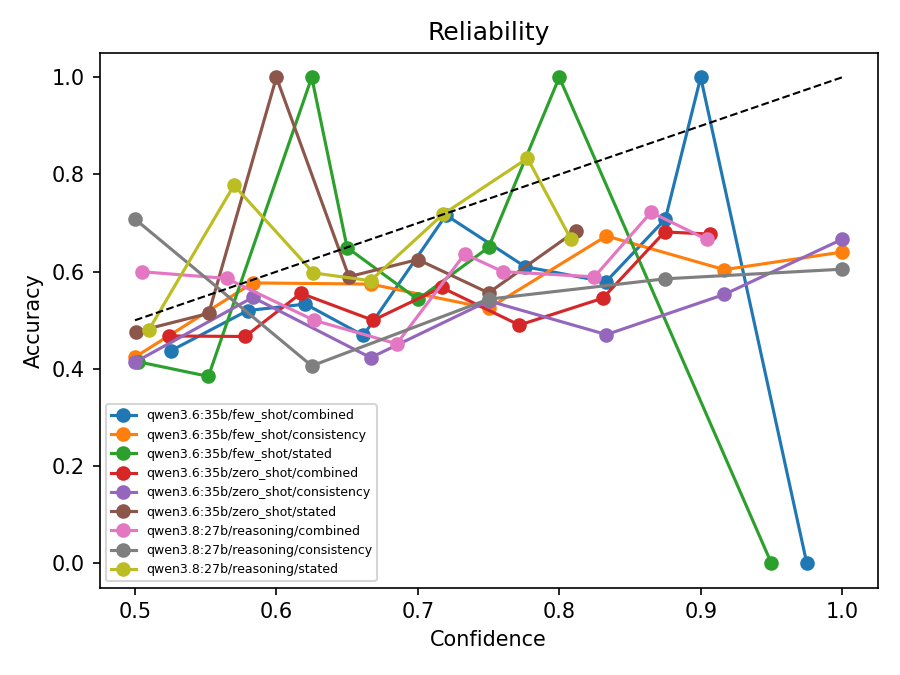 Reliability
1.0
0.8
0.6
0.4
0.2
0.0
Accuracy
qwen3.6:35b/few_shot/combined
qwen3.6:35b/few_shot/consistency
qwen3.6:35b/few_shot/stated
qwen3.6:35b/zero_shot/combined
qwen3.6:35b/zero_shot/consistency
qwen3.6:35b/zero_shot/stated
qwen3.8:27b/reasoning/combined
qwen3.8:27b/reasoning/consistency
qwen3.8:27b/reasoning/stated
0.5 0.6 0.7 0.8 0.9 1.0
Confidence